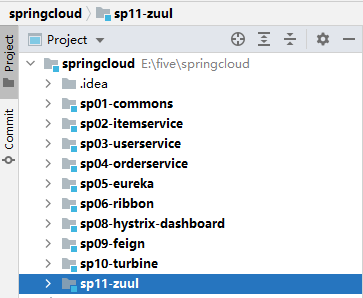 springcloud sp11-zuul
Project
Project
springcloud E:\five\springcloud
.idea
sp01-commons
sp02-itemservice
sp03-userservice
sp04-orderservice
sp05-eureka
sp06-ribbon
sp08-hystrix-dashboard
sp09-feign
sp10-turbine
sp11-zuul
Commit